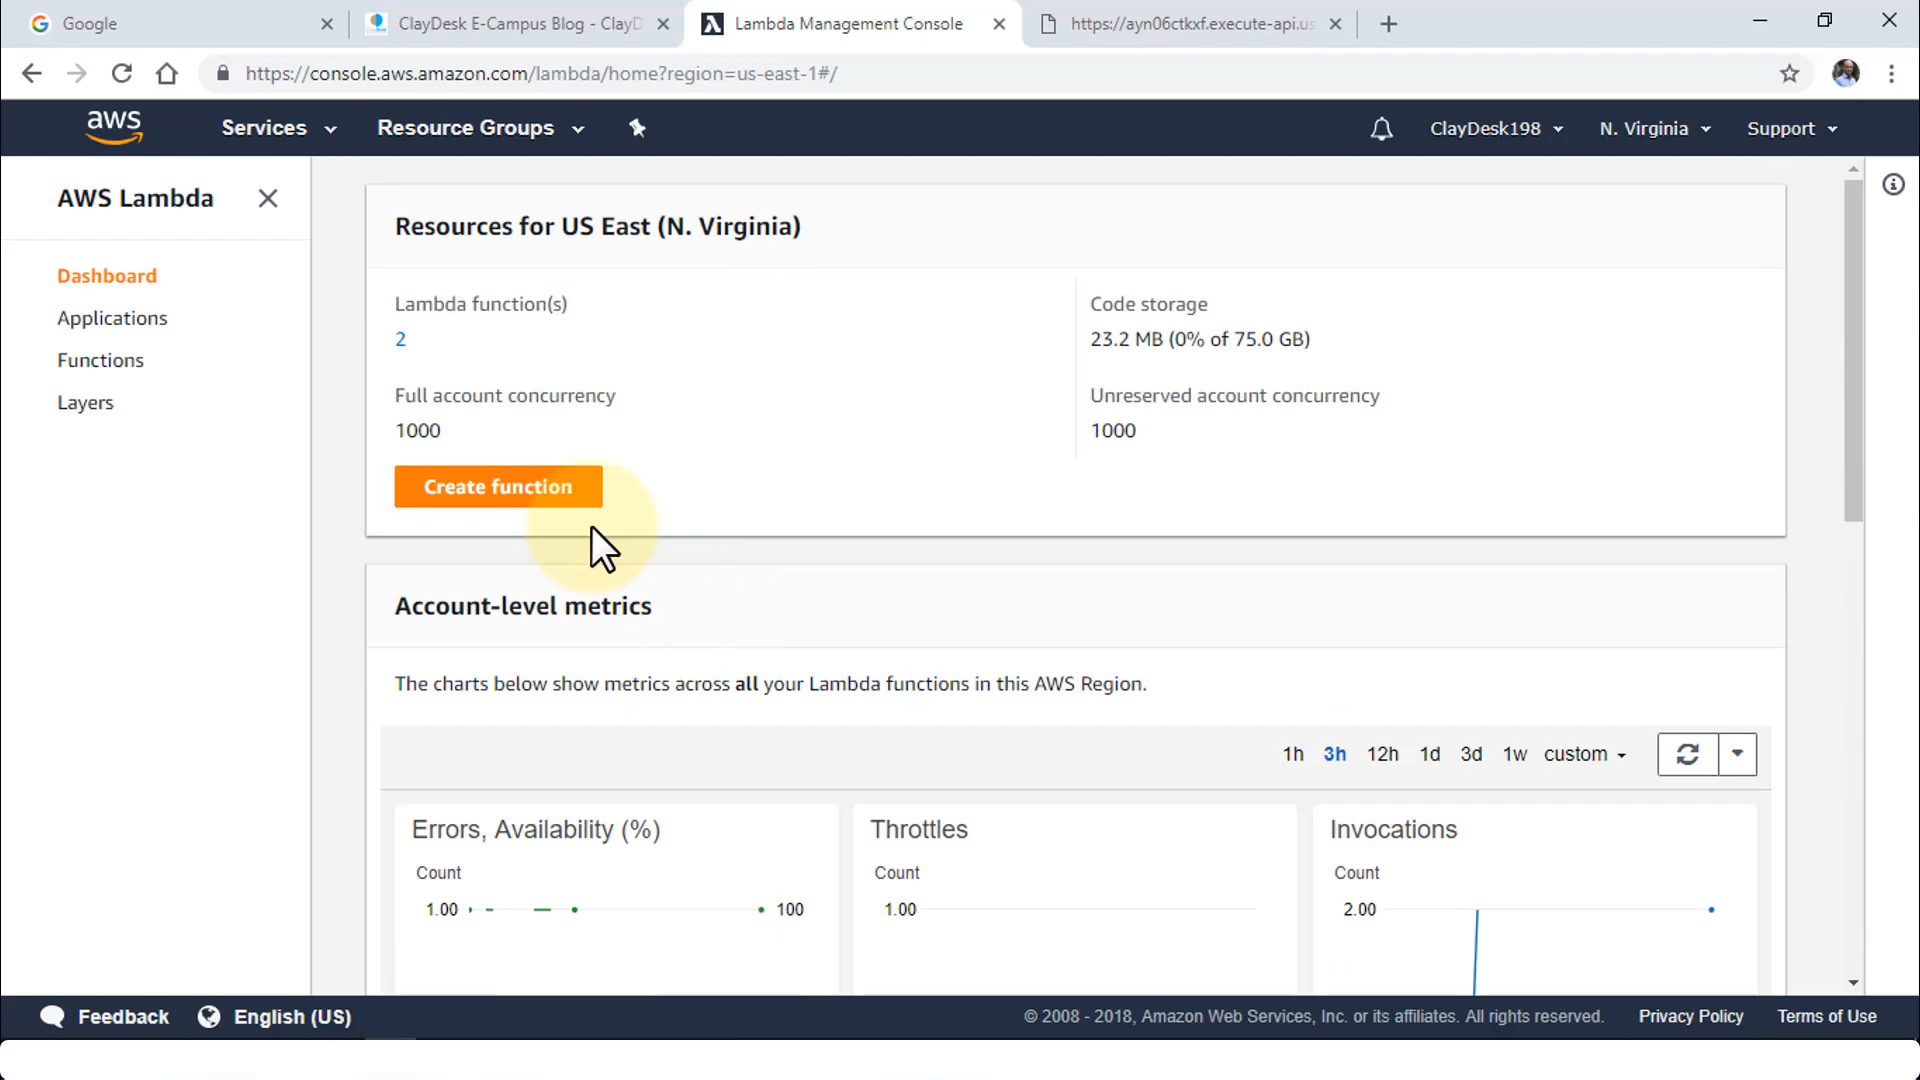 Google
ClayDesk E-Campus Blog - ClayD
Lambda Management Console
https://ayn06ctkxf.execute-api.us
https://console.aws.amazon.com/lambda/home?region=us-east-1#/
aws
Services
Resource Groups
ClayDesk198
N. Virginia
Support
AWS Lambda
Dashboard
Applications
Functions
Layers
Resources for US East (N. Virginia)
Lambda function(s)
2
Code storage
23.2 MB (0% of 75.0 GB)
Full account concurrency
1000
Unreserved account concurrency
1000
Create function
Account-level metrics
The charts below show metrics across all your Lambda functions in this AWS Region.
1h 3h 12h 1d 3d 1w custom
Errors, Availability (%)
Count
1.00
100
Throttles
Count
1.00
Invocations
Count
2.00
Feedback
English (US)
© 2008 - 2018, Amazon Web Services, Inc. or its affiliates. All rights reserved.
Privacy Policy
Terms of Use